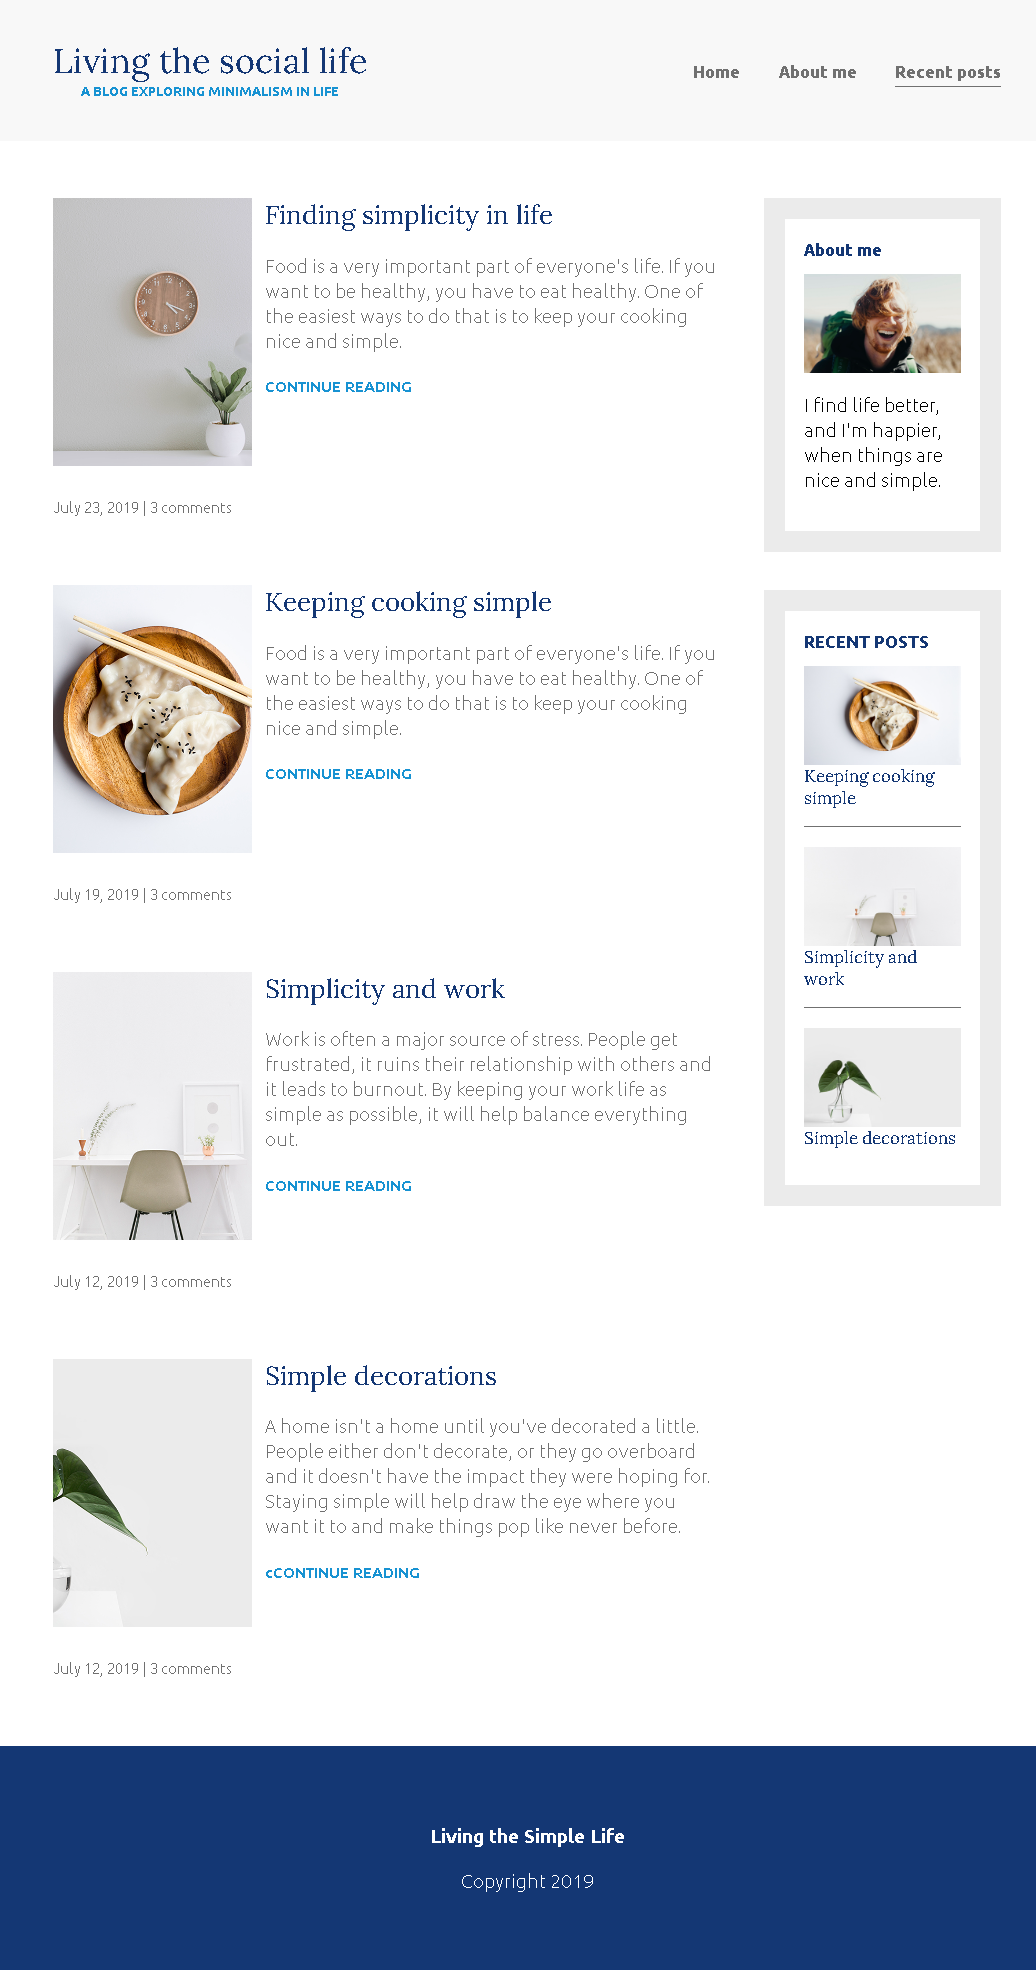 Living the social life
A BLOG EXPLORING MINIMALISM IN LIFE
Home About me Recent posts
Finding simplicity in life
Food is a very important part of everyone's life. If you
want to be healthy, you have to eat healthy. One of
the easiest ways to do that is to keep your cooking
nice and simple.
CONTINUE READING
July 23, 2019 | 3 comments
Keeping cooking simple
Food is a very important part of everyone's life. If you
want to be healthy, you have to eat healthy. One of
the easiest ways to do that is to keep your cooking
nice and simple.
CONTINUE READING
July 19, 2019 | 3 comments
Simplicity and work
Work is often a major source of stress. People get
frustrated, it ruins their relationship with others and
it leads to burnout. By keeping your work life as
simple as possible, it will help balance everything
out.
CONTINUE READING
July 12, 2019 | 3 comments
Simple decorations
A home isn't a home until you've decorated a little.
People either don't decorate, or they go overboard
and it doesn't have the impact they were hoping for.
Staying simple will help draw the eye where you
want it to and make things pop like never before.
cCONTINUE READING
July 12, 2019 | 3 comments
About me
I find life better,
and I'm happier,
when things are
nice and simple.
RECENT POSTS
Keeping cooking
simple
Simplicity and
work
Simple decorations
Living the Simple Life
Copyright 2019